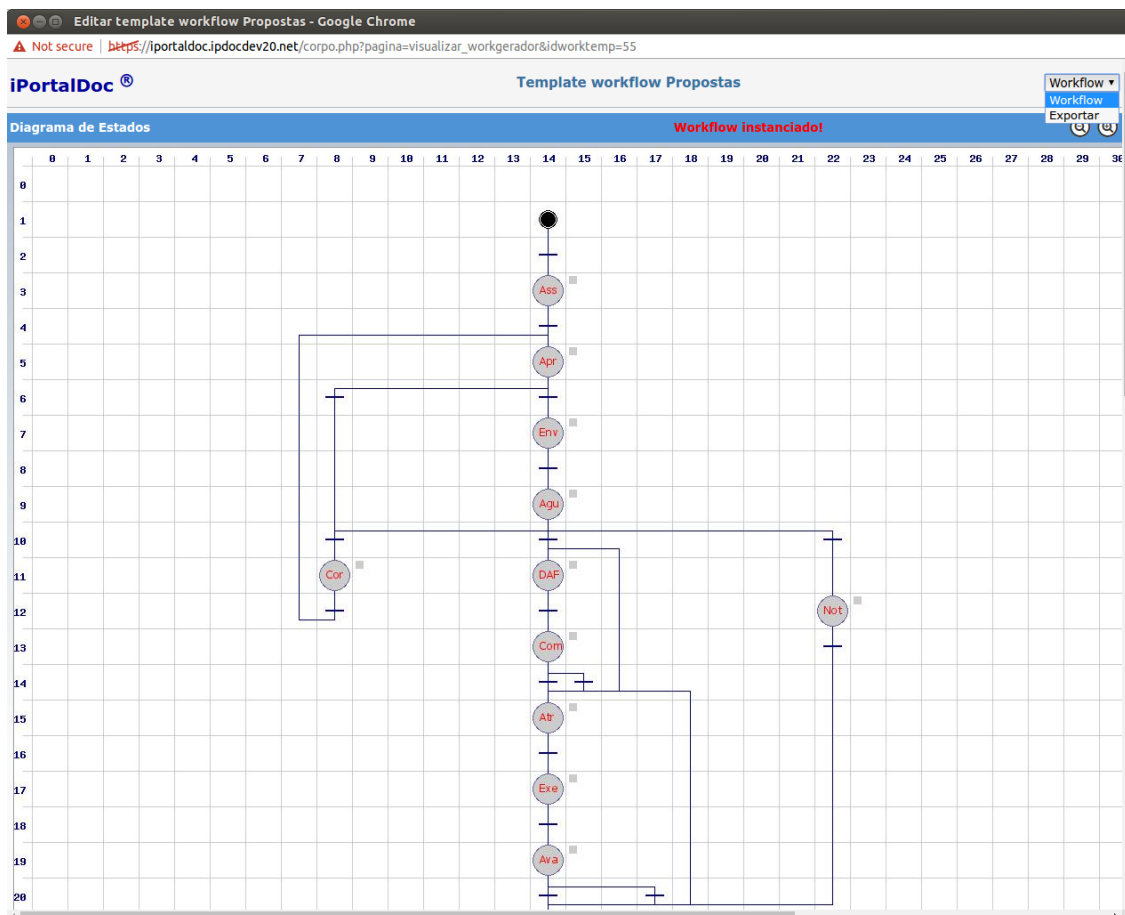 Editar template workflow Propostas - Google Chrome
Not secure | https://iportaldoc.ipdocdev20.net/corpo.php?pagina=visualizar_workgerador&idworktemp=55
iPortalDoc ® Template workflow Propostas Workflow
Workflow
Exportar
Diagrama de Estados Workflow instanciado!
0 1 2 3 4 5 6 7 8 9 10 11 12 13 14 15 16 17 18 19 20 21 22 23 24 25 26 27 28 29 30
0
1
2
3 Ass
4
5 Apr
6
7 Env
8
9 Agu
10
11 Cor DAF
12 Not
13 Com
14
15 Atr
16
17 Exe
18
19 Ava
20